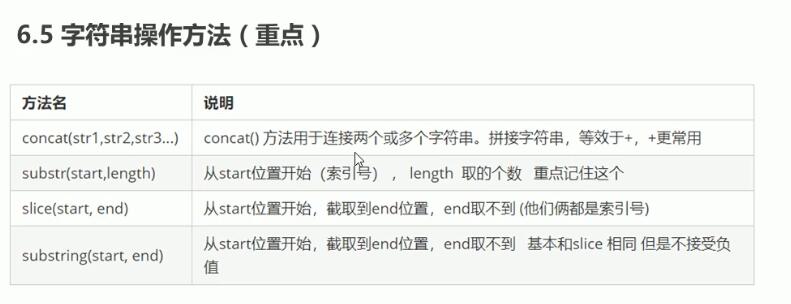 6.5 字符串操作方法（重点）
方法名 说明
concat(str1,str2,str3...) concat() 方法用于连接两个或多个字符串。拼接字符串，等效于+，+更常用
substr(start,length) 从start位置开始（索引号）， length 取的个数 重点记住这个
slice(start, end) 从start位置开始，截取到end位置，end取不到 (他们俩都是索引号)
substring(start, end) 从start位置开始，截取到end位置，end取不到 基本和slice 相同 但是不接受负
值